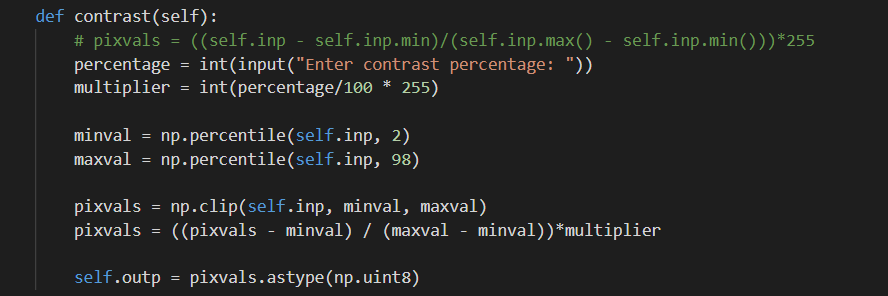 def contrast(self):
# pixvals = ((self.inp - self.inp.min)/(self.inp.max() - self.inp.min()))*255
percentage = int(input("Enter contrast percentage: "))
multiplier = int(percentage/100 * 255)
minval = np.percentile(self.inp, 2)
maxval = np.percentile(self.inp, 98)
pixvals = np.clip(self.inp, minval, maxval)
pixvals = ((pixvals - minval) / (maxval - minval))*multiplier
self.outp = pixvals.astype(np.uint8)